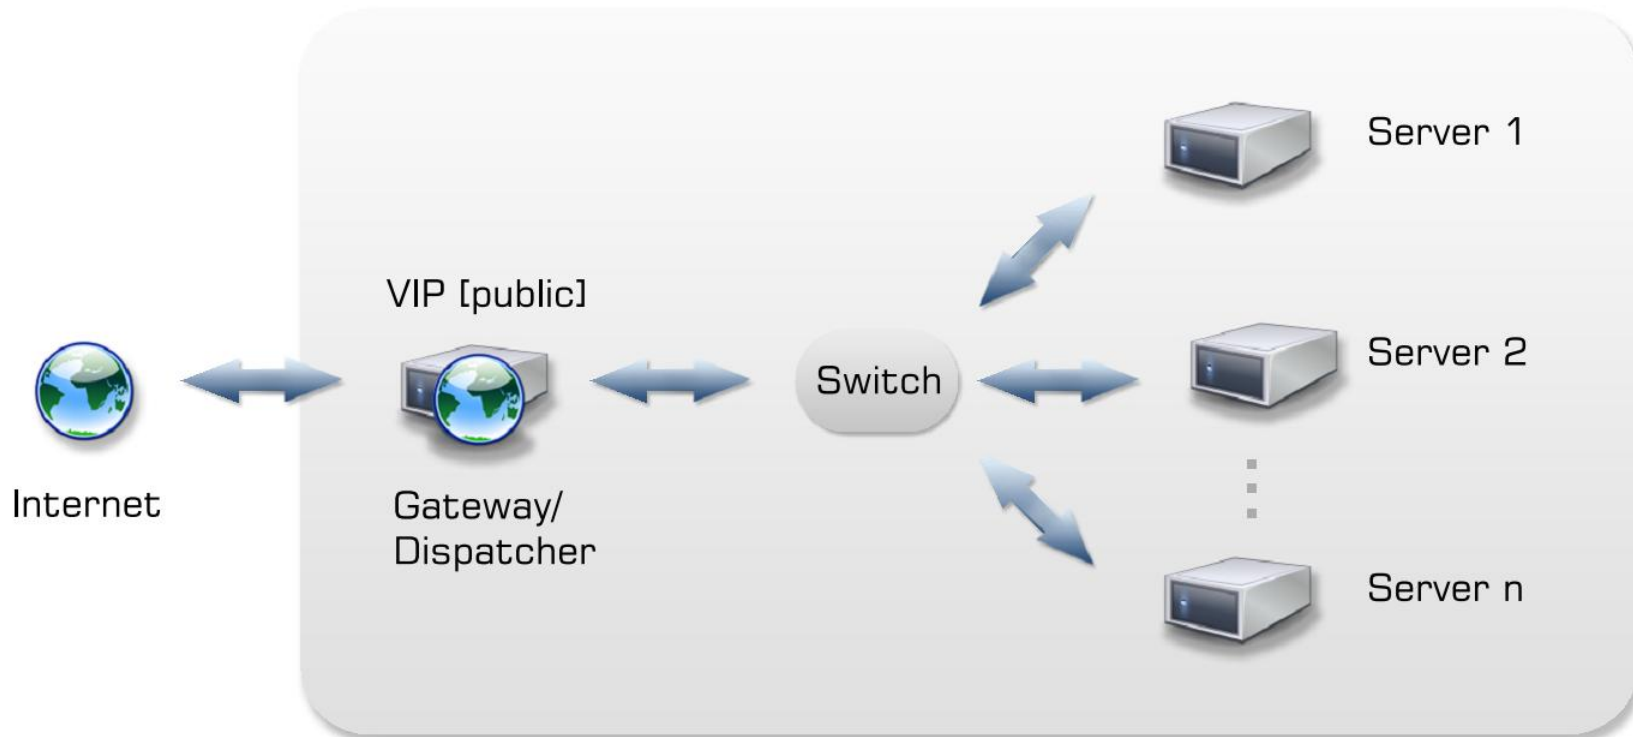 Server 1
VIP [public]
Server 2
Switch
Internet
Gateway/
Dispatcher
Server n